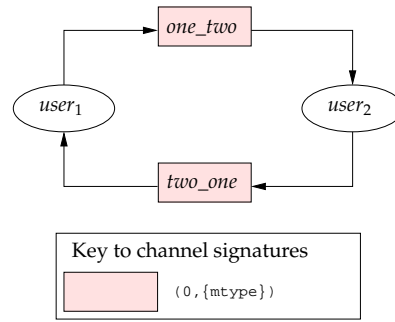 one_two
user1
user2
two_one
Key to channel signatures
(0,{mtype})